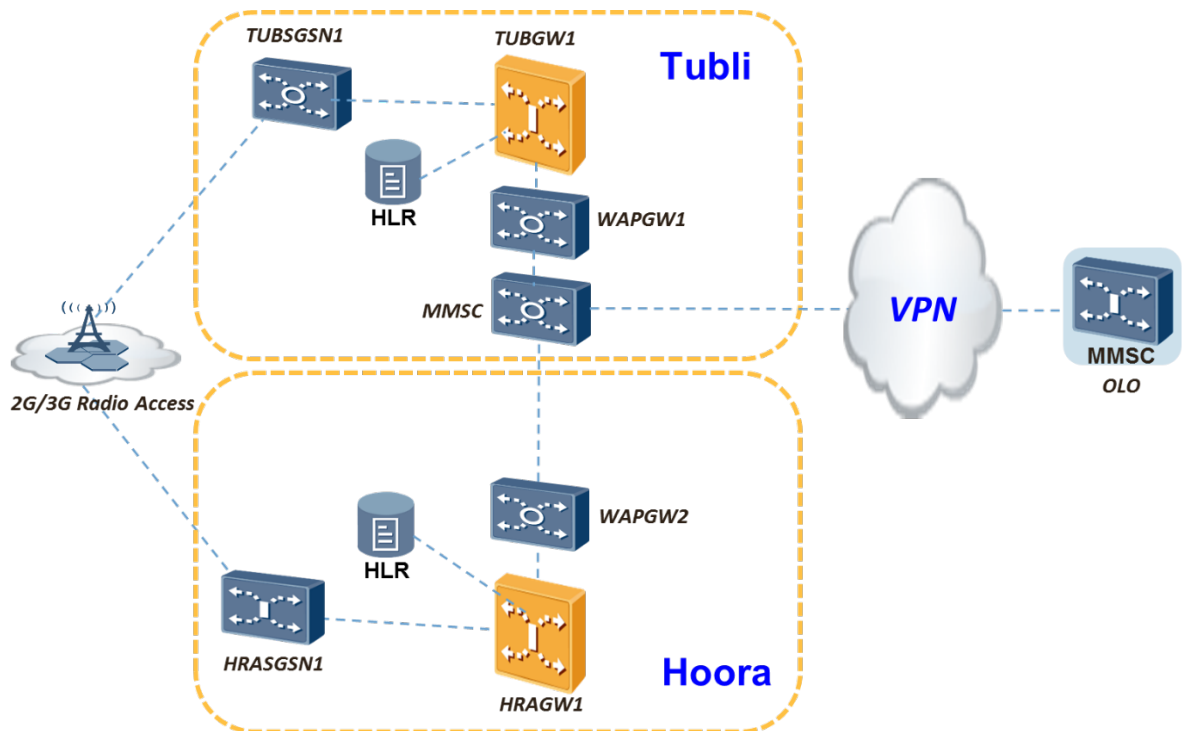 TUBSGSN1
TUBGW1
Tubli
HLR
WAPGW1
MMSC
VPN
MMSC
OLO
2G/3G Radio Access
WAPGW2
HLR
HRASGSN1
HRAGW1
Hoora